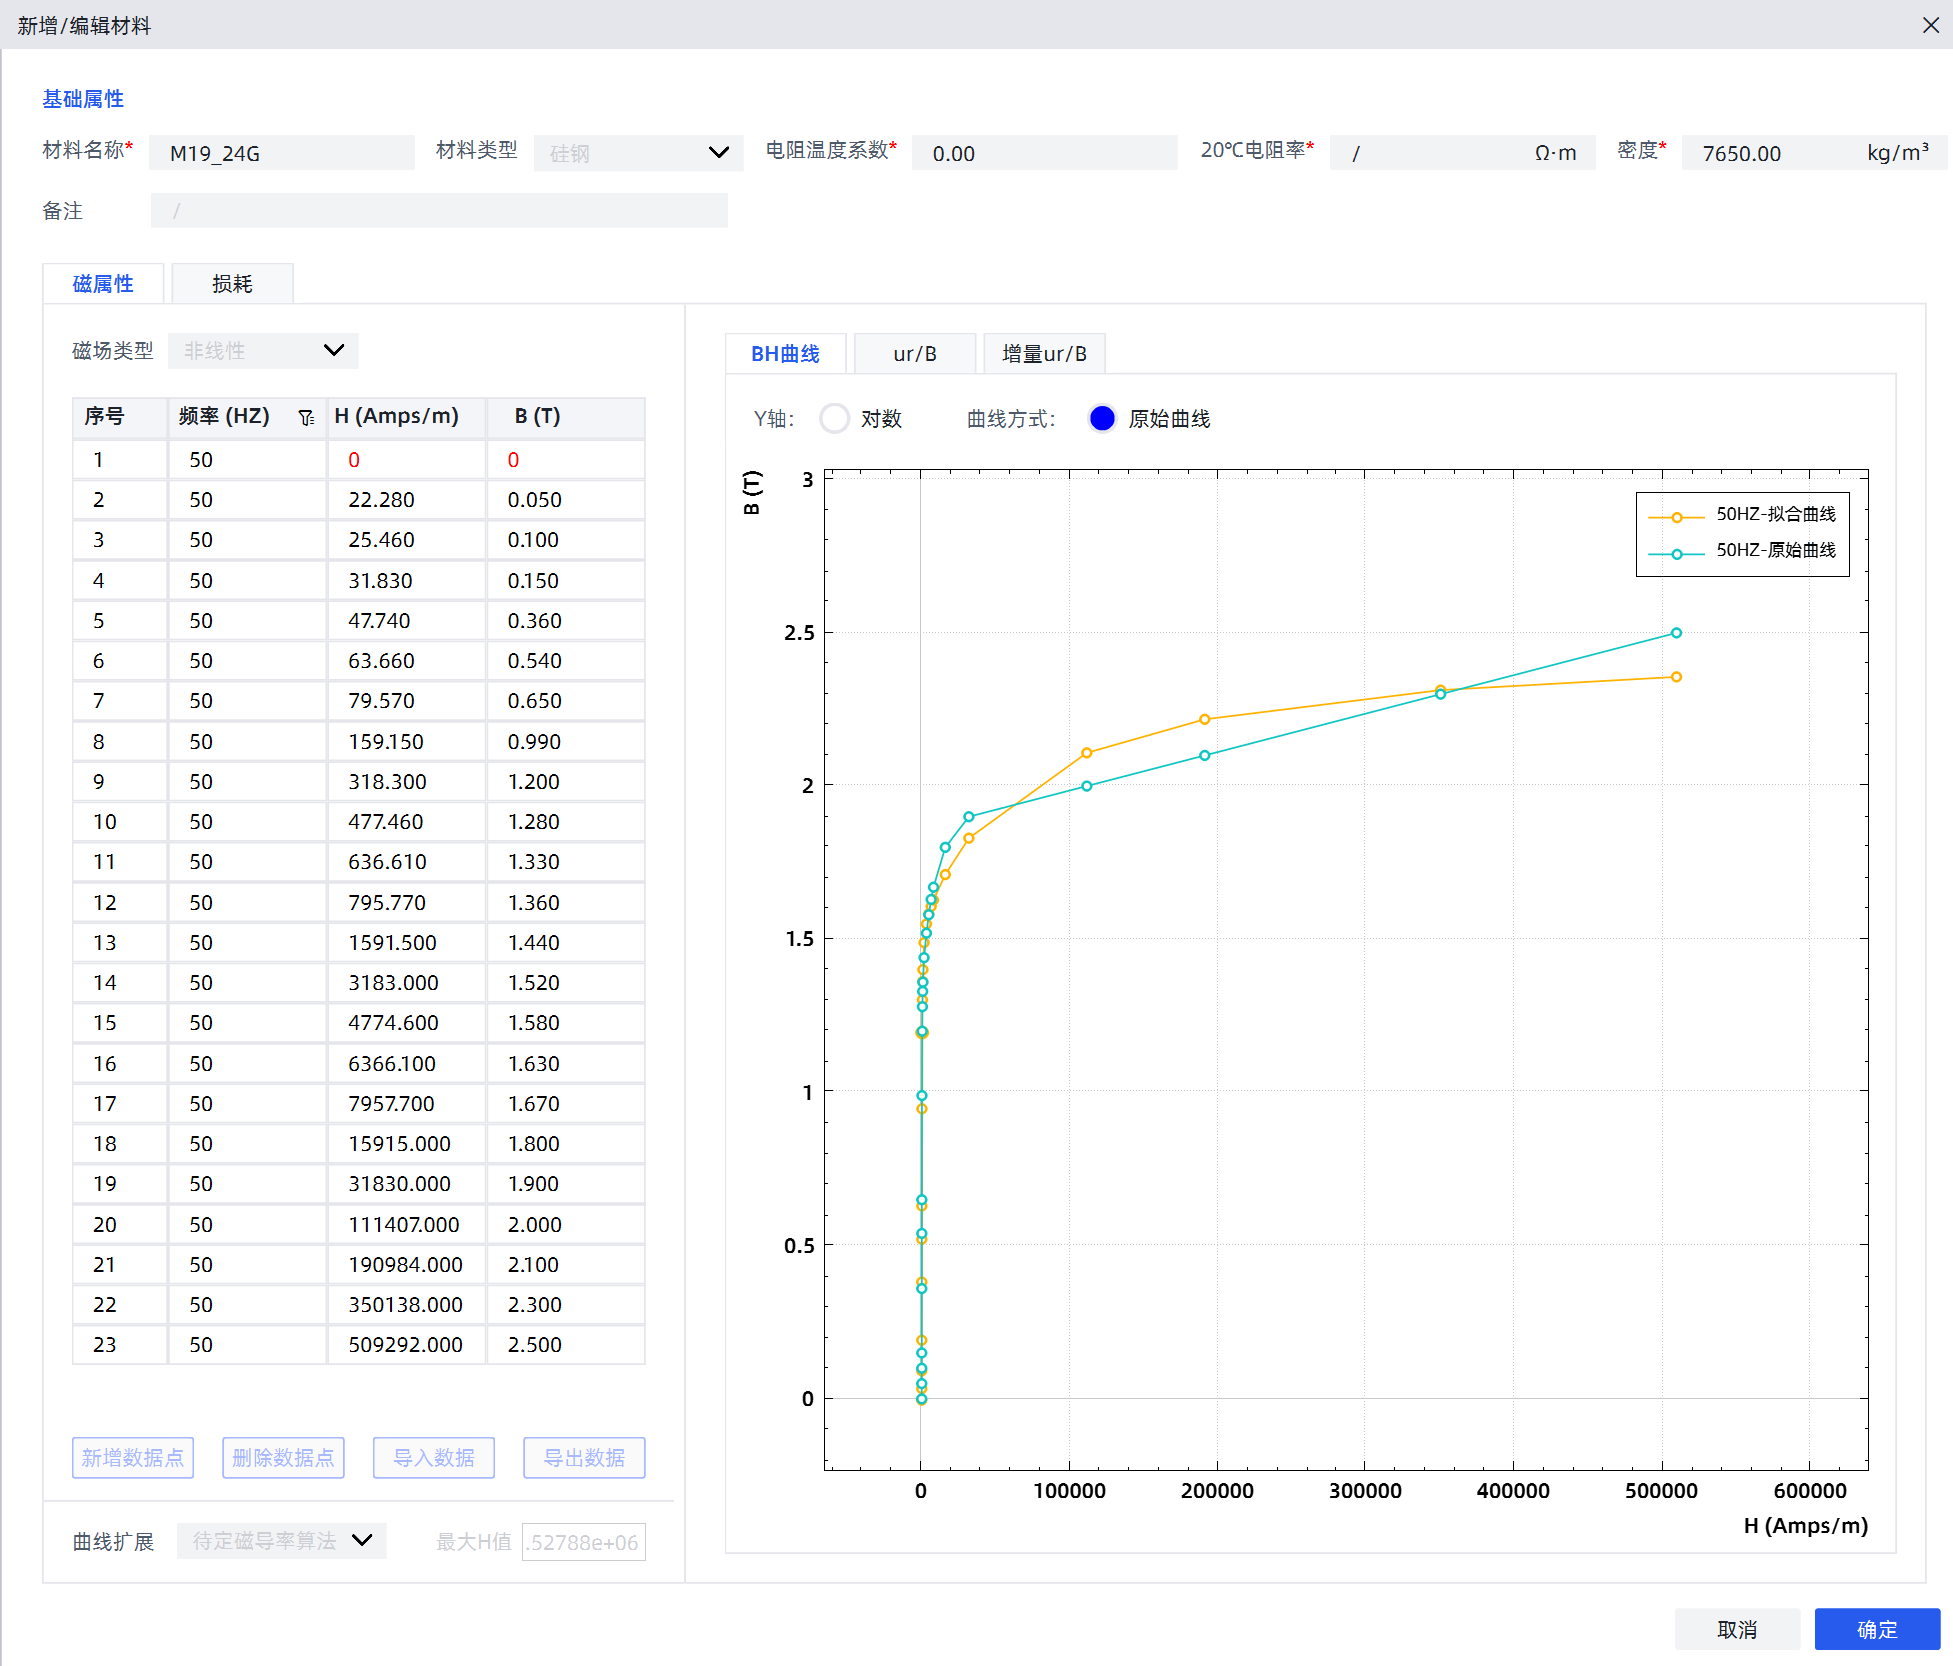 新增/编辑材料
基础属性
材料名称* M19_24G 材料类型 硅钢 电阻温度系数* 0.00 20℃电阻率* / Ω·m 密度* 7650.00 kg/m³
备注 /
磁属性 损耗
磁场类型 非线性
序号 频率 (HZ) H (Amps/m) B (T)
1 50 0 0
2 50 22.280 0.050
3 50 25.460 0.100
4 50 31.830 0.150
5 50 47.740 0.360
6 50 63.660 0.540
7 50 79.570 0.650
8 50 159.150 0.990
9 50 318.300 1.200
10 50 477.460 1.280
11 50 636.610 1.330
12 50 795.770 1.360
13 50 1591.500 1.440
14 50 3183.000 1.520
15 50 4774.600 1.580
16 50 6366.100 1.630
17 50 7957.700 1.670
18 50 15915.000 1.800
19 50 31830.000 1.900
20 50 111407.000 2.000
21 50 190984.000 2.100
22 50 350138.000 2.300
23 50 509292.000 2.500
新增数据点 删除数据点 导入数据 导出数据
曲线扩展 待定磁导率算法 最大H值 .52788e+06
BH曲线 ur/B 增量ur/B
Y轴: 对数 曲线方式: 原始曲线
B (T)
3
2.5
2
1.5
1
0.5
0
50HZ-拟合曲线
50HZ-原始曲线
0 100000 200000 300000 400000 500000 600000
H (Amps/m)
取消 确定